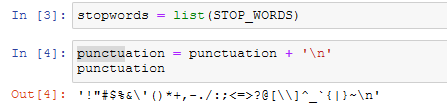 In [3]: stopwords = list(STOP_WORDS)
In [4]: punctuation = punctuation + '\n'
punctuation
Out[4]: '!"#$%&\'()*+,-./:;<=>?@[\\]^_`{|}~\n'